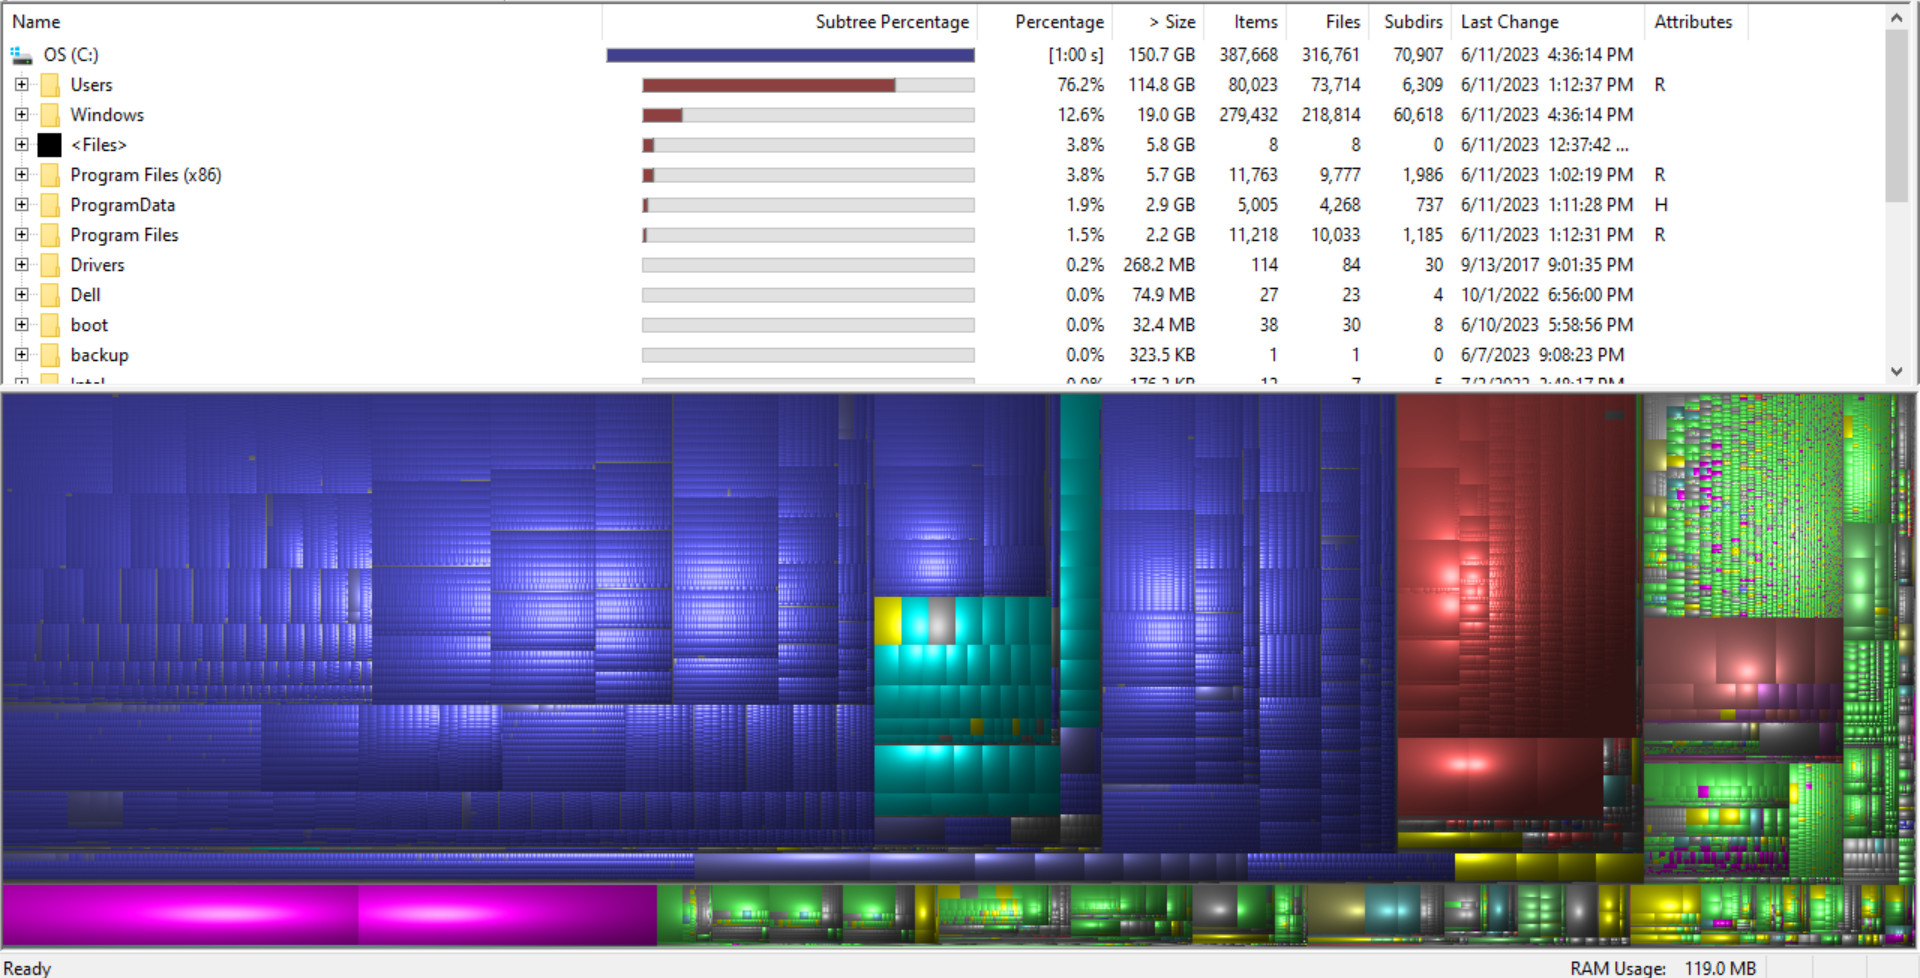 Name Subtree Percentage Percentage > Size Items Files Subdirs Last Change Attributes
OS (C:) [1:00 s] 150.7 GB 387,668 316,761 70,907 6/11/2023 4:36:14 PM
Users 76.2% 114.8 GB 80,023 73,714 6,309 6/11/2023 1:12:37 PM R
Windows 12.6% 19.0 GB 279,432 218,814 60,618 6/11/2023 4:36:14 PM
<Files> 3.8% 5.8 GB 8 8 0 6/11/2023 12:37:42 ...
Program Files (x86) 3.8% 5.7 GB 11,763 9,777 1,986 6/11/2023 1:02:19 PM R
ProgramData 1.9% 2.9 GB 5,005 4,268 737 6/11/2023 1:11:28 PM H
Program Files 1.5% 2.2 GB 11,218 10,033 1,185 6/11/2023 1:12:31 PM R
Drivers 0.2% 268.2 MB 114 84 30 9/13/2017 9:01:35 PM
Dell 0.0% 74.9 MB 27 23 4 10/1/2022 6:56:00 PM
boot 0.0% 32.4 MB 38 30 8 6/10/2023 5:58:56 PM
backup 0.0% 323.5 KB 1 1 0 6/7/2023 9:08:23 PM
Intel 0.0%
Ready RAM Usage: 119.0 MB